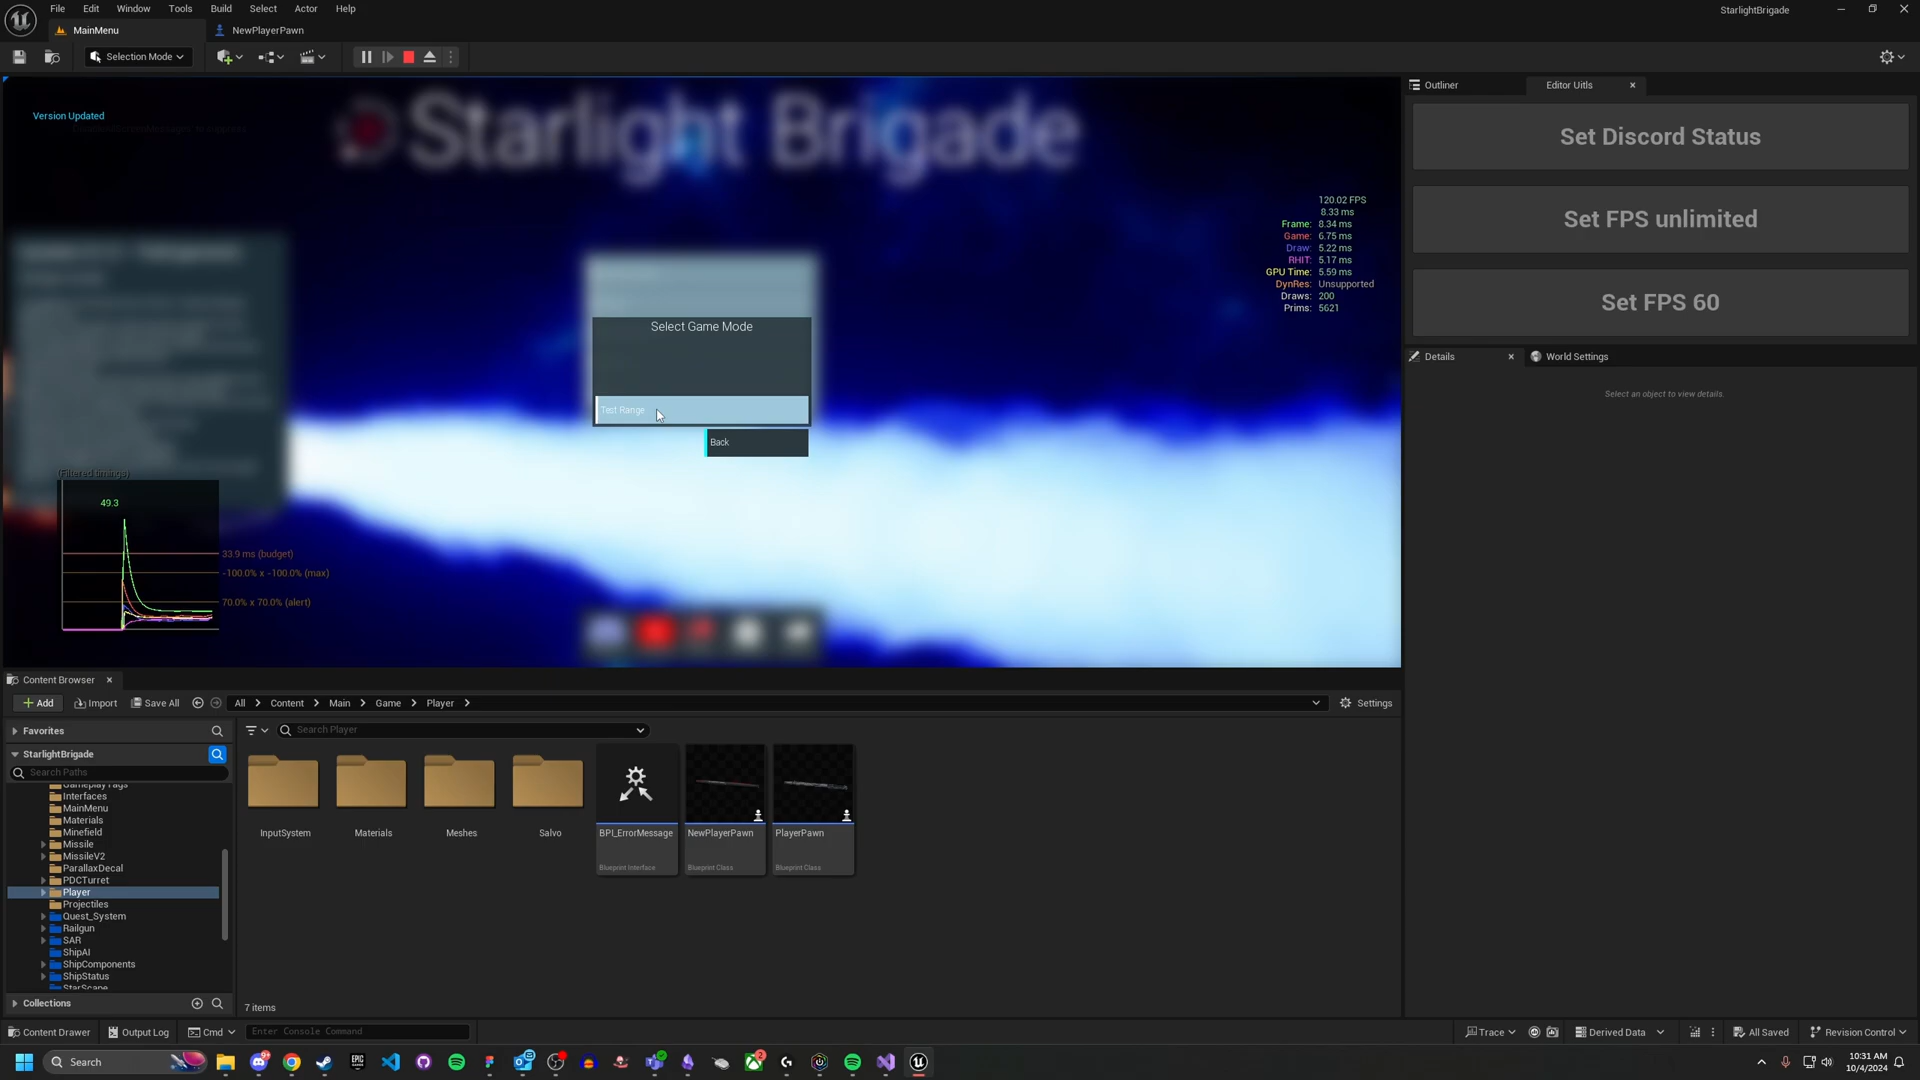 File Edit Window Tools Build Select Actor Help
StarlightBrigade
MainMenu
NewPlayerPawn
Selection Mode
Version Updated
Starlight Brigade
Outliner
Editor Uitls
Set Discord Status
Set FPS unlimited
Set FPS 60
120.02 FPS
8.33 ms
Frame: 8.34 ms
Game: 6.75 ms
Draw: 5.22 ms
RHIT: 5.17 ms
GPU Time: 5.59 ms
DynRes: Unsupported
Draws: 200
Prims: 5621
Select Game Mode
Test Range
Back
Details
World Settings
Select an object to view details.
(Filtered timings)
49.3
33.9 ms (budget)
-100.0% x -100.0% (max)
70.0% x 70.0% (alert)
Content Browser
Add
Import
Save All
All > Content > Main > Game > Player >
Settings
Favorites
Search Player
StarlightBrigade
Search Paths
GameplayTags
Interfaces
MainMenu
Materials
Minefield
Missile
MissileV2
ParallaxDecal
PDCTurret
Player
Projectiles
Quest_System
Railgun
SAR
ShipAI
ShipComponents
ShipStatus
StarScape
InputSystem
Materials
Meshes
Salvo
BPI_ErrorMessage
Blueprint Interface
NewPlayerPawn
Blueprint Class
PlayerPawn
Blueprint Class
Collections
7 items
Content Drawer
Output Log
Cmd
Enter Console Command
Trace
Derived Data
All Saved
Revision Control
Search
10:31 AM
10/4/2024